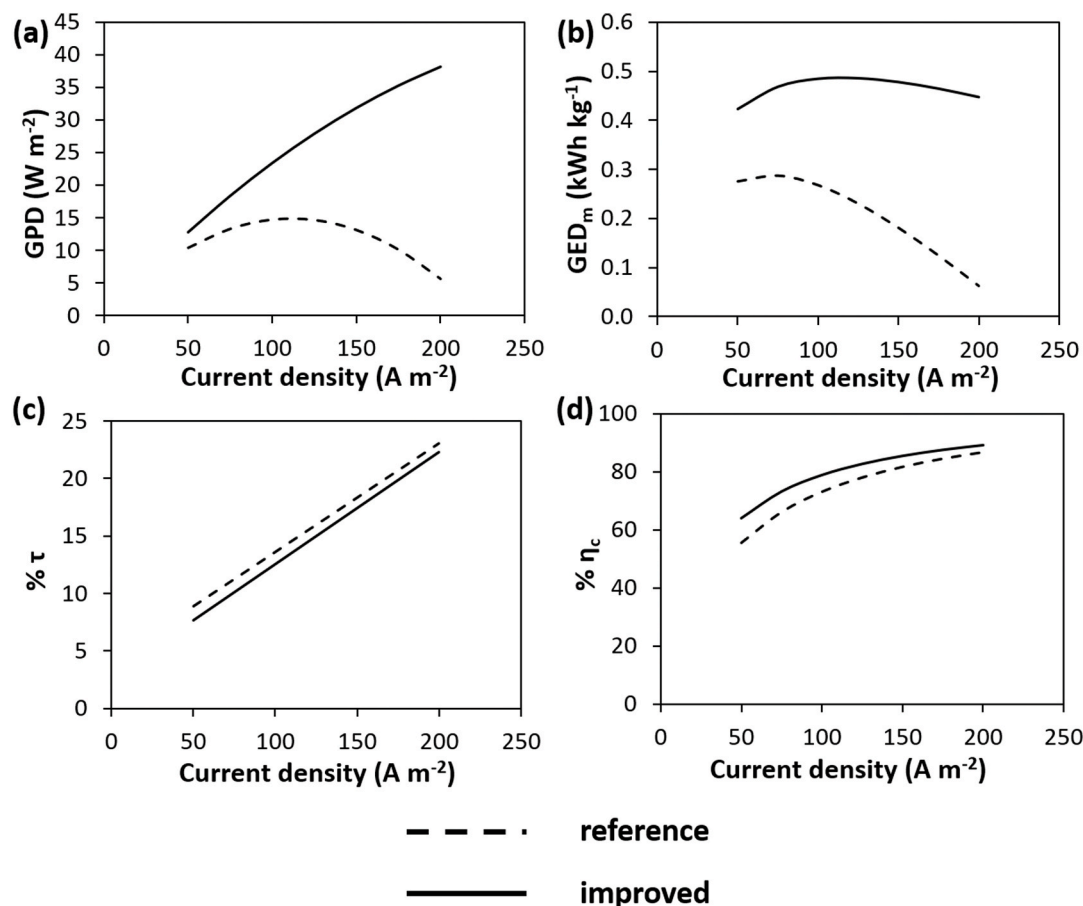 (a)
GPD (W m⁻²)
45
40
35
30
25
20
15
10
5
0
0 50 100 150 200 250
Current density (A m⁻²)
(b)
GEDₘ (kWh kg⁻¹)
0.6
0.5
0.4
0.3
0.2
0.1
0.0
0 50 100 150 200 250
Current density (A m⁻²)
(c)
% τ
25
20
15
10
5
0
0 50 100 150 200 250
Current density (A m⁻²)
(d)
% η_c
100
80
60
40
20
0
0 50 100 150 200 250
Current density (A m⁻²)
reference
improved